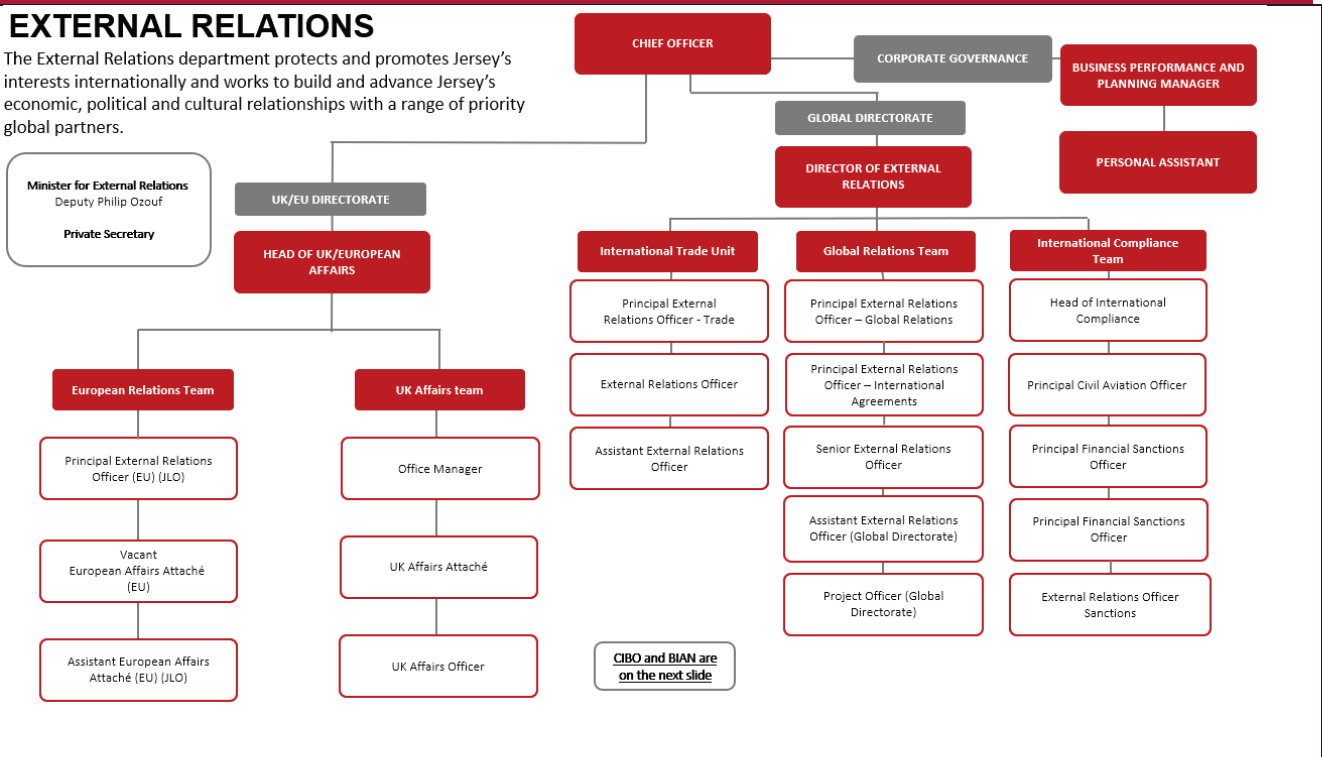 EXTERNAL RELATIONS
The External Relations department protects and promotes Jersey’s
interests internationally and works to build and advance Jersey’s
economic, political and cultural relationships with a range of priority
global partners.
Minister for External Relations
Deputy Philip Ozouf
Private Secretary
CHIEF OFFICER
CORPORATE GOVERNANCE
BUSINESS PERFORMANCE AND
PLANNING MANAGER
PERSONAL ASSISTANT
GLOBAL DIRECTORATE
DIRECTOR OF EXTERNAL
RELATIONS
UK/EU DIRECTORATE
HEAD OF UK/EUROPEAN
AFFAIRS
European Relations Team
Principal External Relations
Officer (EU) (JLO)
Vacant
European Affairs Attaché
(EU)
Assistant European Affairs
Attaché (EU) (JLO)
UK Affairs team
Office Manager
UK Affairs Attaché
UK Affairs Officer
International Trade Unit
Principal External
Relations Officer - Trade
External Relations Officer
Assistant External Relations
Officer
Global Relations Team
Principal External Relations
Officer – Global Relations
Principal External Relations
Officer – International
Agreements
Senior External Relations
Officer
Assistant External Relations
Officer (Global Directorate)
Project Officer (Global
Directorate)
International Compliance
Team
Head of International
Compliance
Principal Civil Aviation Officer
Principal Financial Sanctions
Officer
Principal Financial Sanctions
Officer
External Relations Officer
Sanctions
CIBO and BIAN are
on the next slide